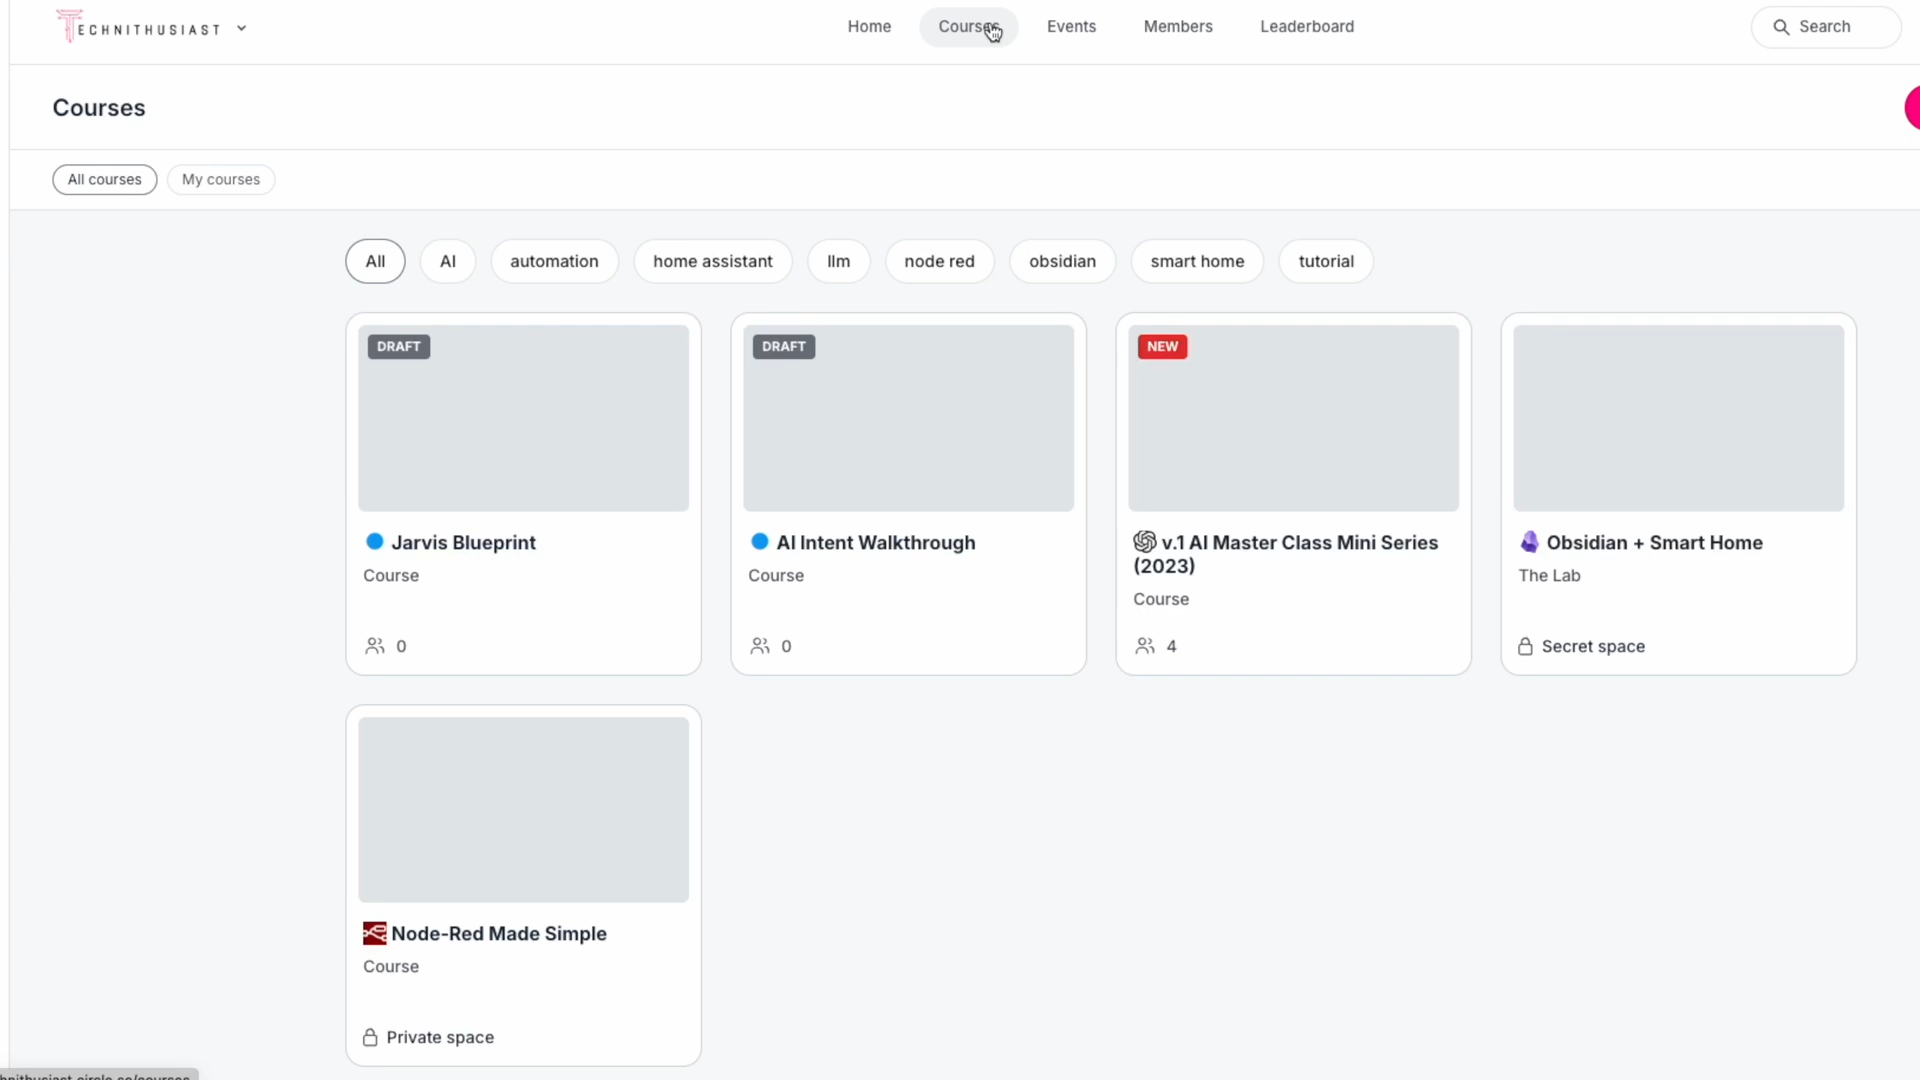 TECHNITHUSIAST
Home
Courses
Events
Members
Leaderboard
Search
Courses
All courses
My courses
All
AI
automation
home assistant
llm
node red
obsidian
smart home
tutorial
DRAFT
DRAFT
NEW
Jarvis Blueprint
Course
0
AI Intent Walkthrough
Course
0
v.1 AI Master Class Mini Series
(2023)
Course
4
Obsidian + Smart Home
The Lab
Secret space
Node-Red Made Simple
Course
Private space